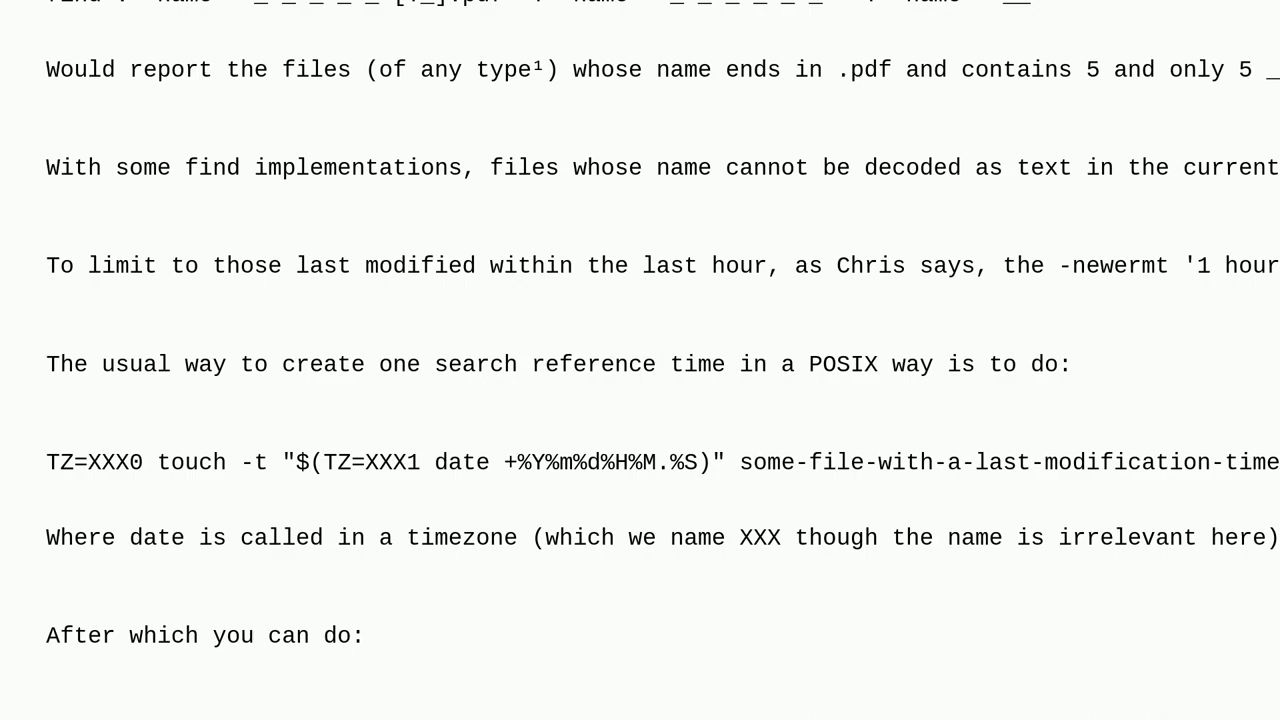 Would report the files (of any type¹) whose name ends in .pdf and contains 5 and only 5 _
With some find implementations, files whose name cannot be decoded as text in the current
To limit to those last modified within the last hour, as Chris says, the -newermt '1 hour
The usual way to create one search reference time in a POSIX way is to do:
TZ=XXX0 touch -t "$(TZ=XXX1 date +%Y%m%d%H%M.%S)" some-file-with-a-last-modification-time
Where date is called in a timezone (which we name XXX though the name is irrelevant here)
After which you can do: